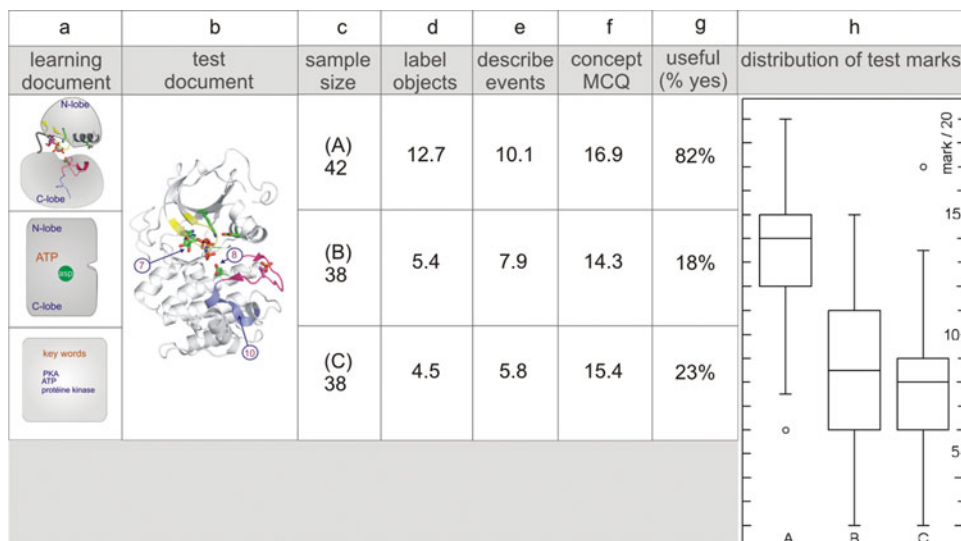 a b c d e f g h
learning document
test document
sample size
label objects
describe events
concept MCQ
useful (% yes)
distribution of test marks
N-lobe
C-lobe
(A)
42
12.7
10.1
16.9
82%
N-lobe
ATP
asp
C-lobe
(B)
38
5.4
7.9
14.3
18%
7
8
10
key words
PKA
ATP
protéine kinase
(C)
38
4.5
5.8
15.4
23%
mark / 20
15
10
5
A B C